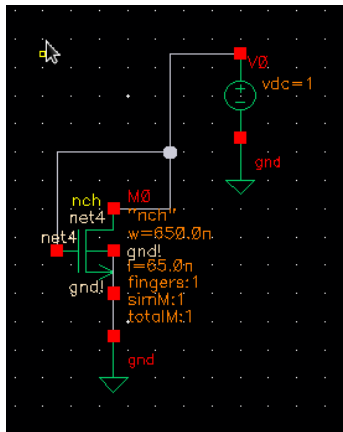 V0
vdc=1
gnd
nch
M0
net4
"nch"
w=650.0n
net4
gnd!
l=65.0n
gnd!
fingers:1
simM:1
totalM:1
gnd